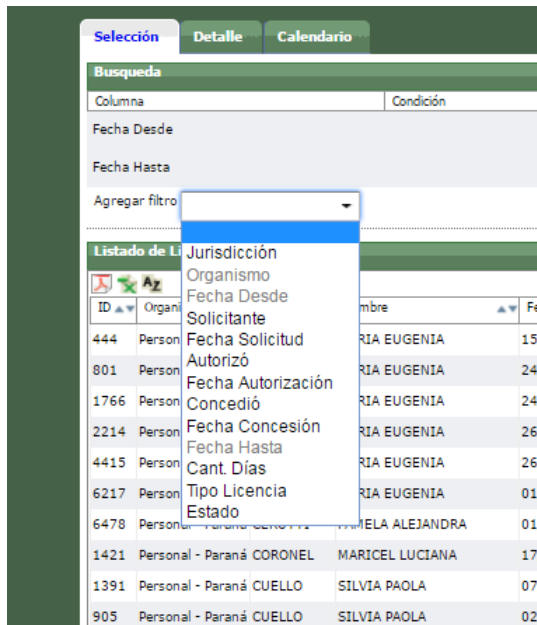 Selección Detalle Calendario
Busqueda
Columna Condición
Fecha Desde
Fecha Hasta
Agregar filtro
Listado de Li
Jurisdicción
Organismo
Fecha Desde
Solicitante
Fecha Solicitud
Autorizó
Fecha Autorización
Concedió
Fecha Concesión
Fecha Hasta
Cant. Días
Tipo Licencia
Estado
ID Organi mbre Fe
444 Person RIA EUGENIA 15
801 Person RIA EUGENIA 24
1766 Person RIA EUGENIA 24
2214 Person RIA EUGENIA 26
4415 Person RIA EUGENIA 26
6217 Person RIA EUGENIA 01
6478 Personal - Paraná CERUTTI PAMELA ALEJANDRA 01
1421 Personal - Paraná CORONEL MARICEL LUCIANA 17
1391 Personal - Paraná CUELLO SILVIA PAOLA 07
905 Personal - Paraná CUELLO SILVIA PAOLA 02